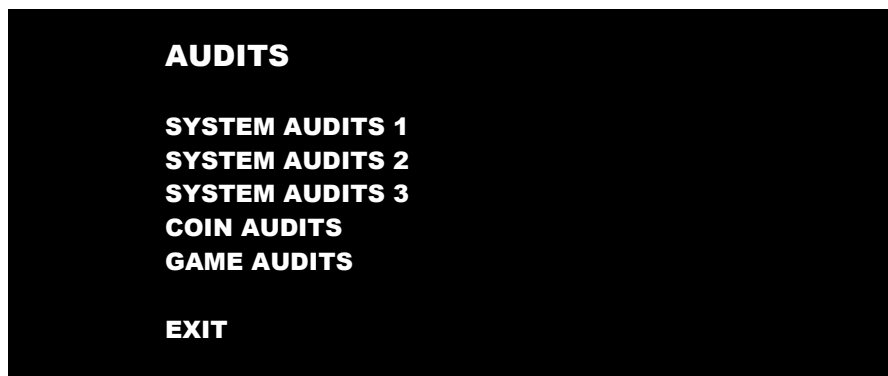 AUDITS
SYSTEM AUDITS 1
SYSTEM AUDITS 2
SYSTEM AUDITS 3
COIN AUDITS
GAME AUDITS
EXIT